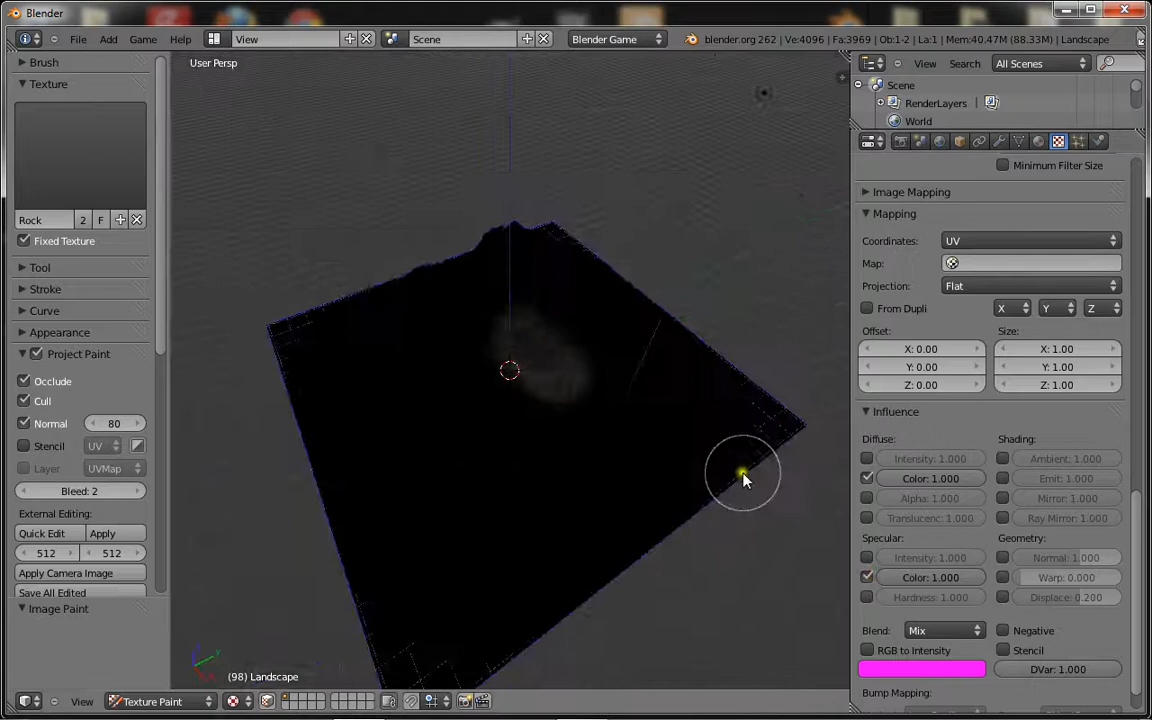 Blender
File Add Game Help View Scene Blender Game blender.org 262 | Ve:4096 | Fa:3969 | Ob:1-2 | La:1 | Mem:40.47M (88.33M) | Landscape
Brush
Texture
Rock 2 F
Fixed Texture
Tool
Stroke
Curve
Appearance
Project Paint
Occlude
Cull
Normal 80
Stencil UV
Layer UVMap
Bleed: 2
External Editing:
Quick Edit Apply
512 512
Apply Camera Image
Save All Edited
Image Paint
User Persp
(98) Landscape
View Texture Paint
View Search All Scenes
Scene
RenderLayers |
World
Minimum Filter Size
Image Mapping
Mapping
Coordinates: UV
Map:
Projection: Flat
From Dupli X Y Z
Offset: Size:
X: 0.00 X: 1.00
Y: 0.00 Y: 1.00
Z: 0.00 Z: 1.00
Influence
Diffuse: Shading:
Intensity: 1.000 Ambient: 1.000
Color: 1.000 Emit: 1.000
Alpha: 1.000 Mirror: 1.000
Translucenc: 1.000 Ray Mirror: 1.000
Specular: Geometry:
Intensity: 1.000 Normal: 1.000
Color: 1.000 Warp: 0.000
Hardness: 1.000 Displace: 0.200
Blend: Mix Negative
RGB to Intensity Stencil
DVar: 1.000
Bump Mapping: